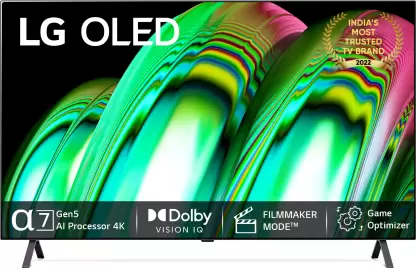 LG OLED
INDIA'S
MOST
TRUSTED
TV BRAND
2022
α7 Gen5
AI Processor 4K
Dolby
VISION IQ
FILMMAKER
MODE™
Game
Optimizer